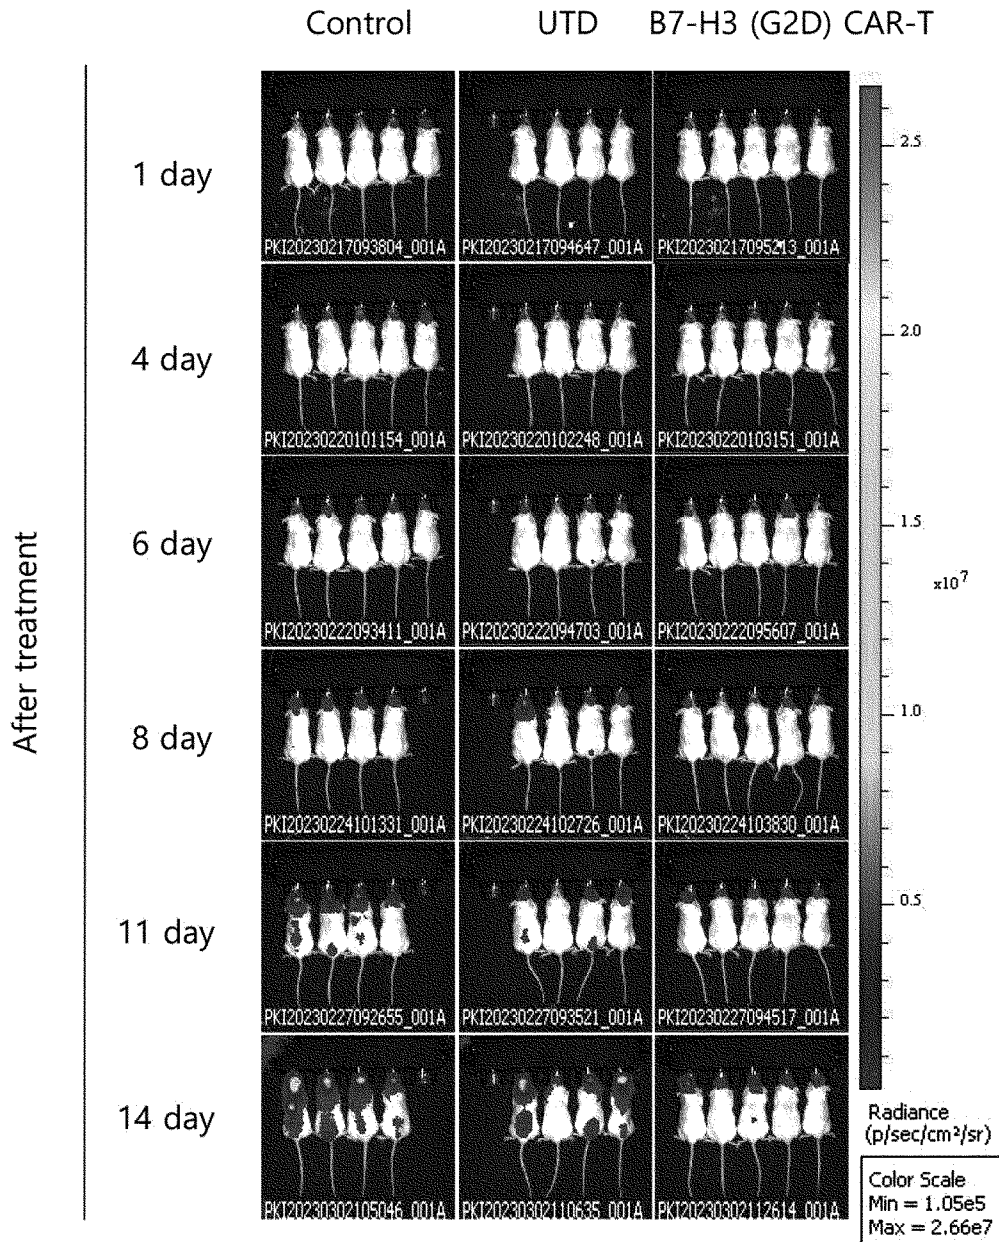 Control UTD B7-H3 (G2D) CAR-T
After treatment
1 day
PKI20230217093804_001A PKI20230217094647_001A PKI20230217095213_001A
4 day
PKI20230220101154_001A PKI20230220102248_001A PKI20230220103151_001A
6 day
PKI20230222093411_001A PKI20230222094703_001A PKI20230222095607_001A
8 day
PKI20230224101331_001A PKI20230224102726_001A PKI20230224103830_001A
11 day
PKI20230227092655_001A PKI20230227093521_001A PKI20230227094517_001A
14 day
PKI20230302105046_001A PKI20230302110635_001A PKI20230302112614_001A
2.5
2.0
1.5
x10⁷
1.0
0.5
Radiance
(p/sec/cm²/sr)
Color Scale
Min = 1.05e5
Max = 2.66e7